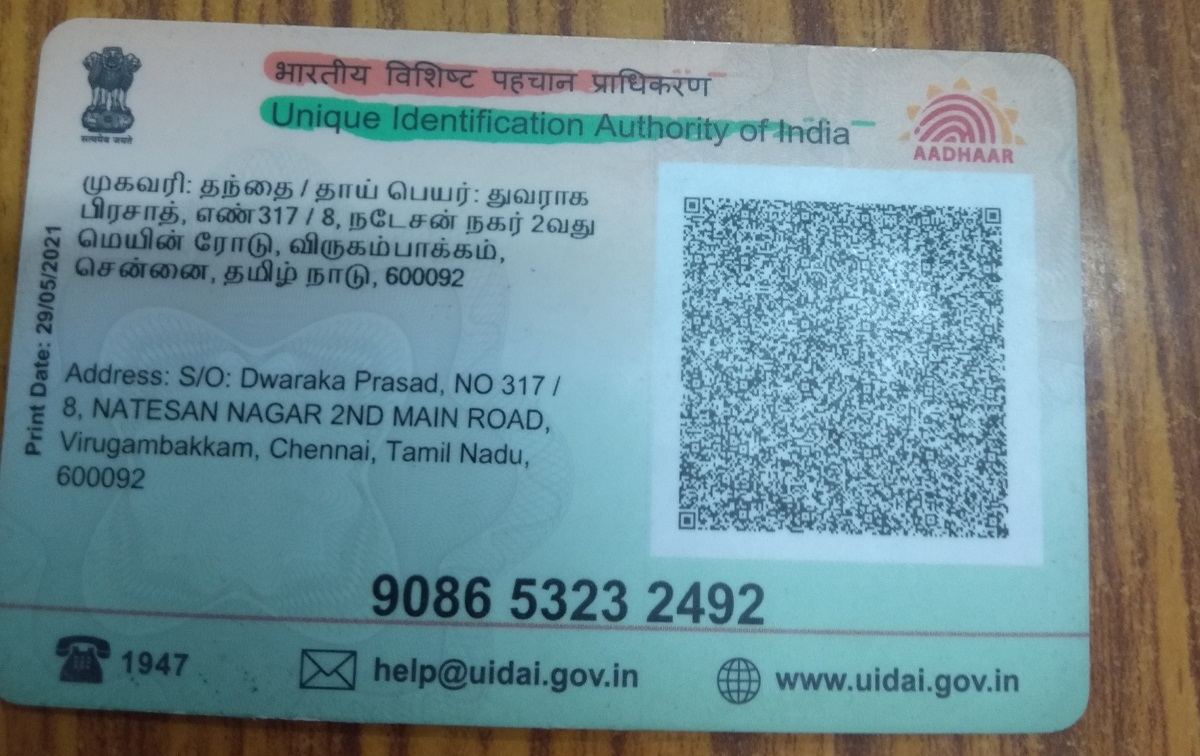 भारतीय विशिष्ट पहचान प्राधिकरण
Unique Identification Authority of India
सत्यमेव जयते
AADHAAR
முகவரி: தந்தை / தாய் பெயர்: துவராக
பிரசாத், எண்317 / 8, நடேசன் நகர் 2வது
மெயின் ரோடு, விருகம்பாக்கம்,
சென்னை, தமிழ் நாடு, 600092
Print Date: 29/05/2021
Address: S/O: Dwaraka Prasad, NO 317 /
8, NATESAN NAGAR 2ND MAIN ROAD,
Virugambakkam, Chennai, Tamil Nadu,
600092
9086 5323 2492
1947
help@uidai.gov.in
www.uidai.gov.in